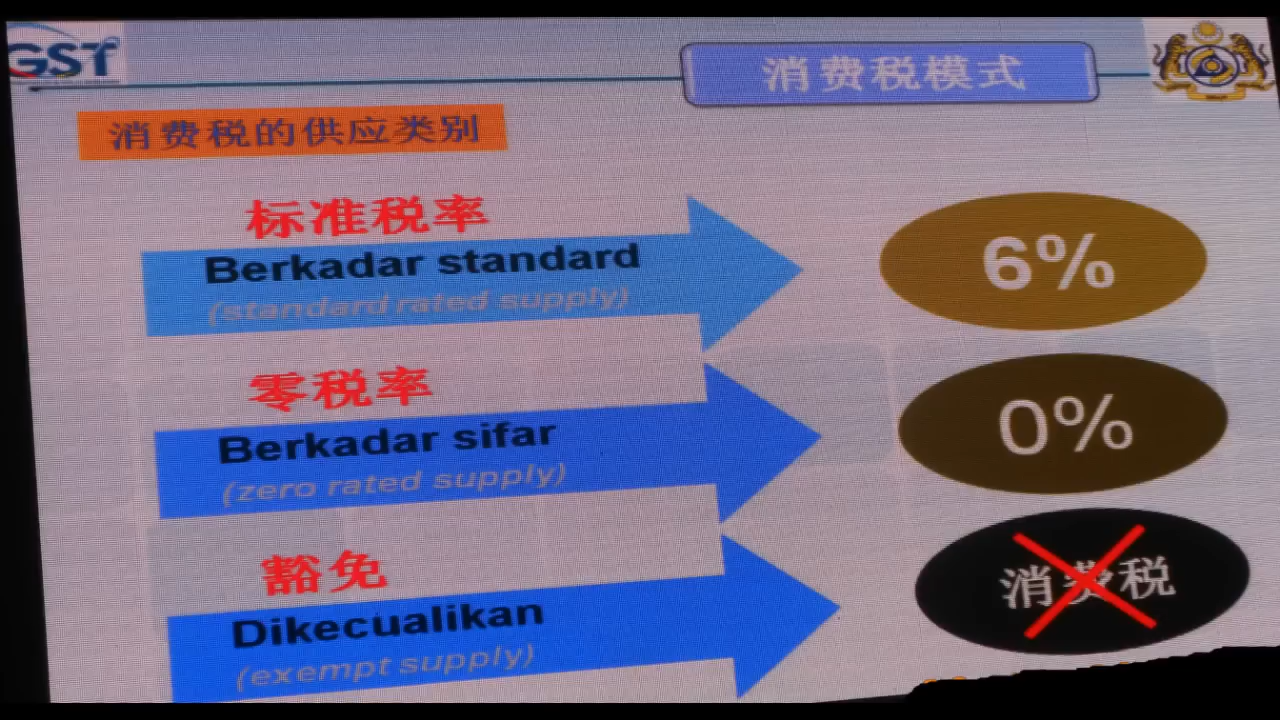 GST
消费税模式
消费税的供应类别
标准税率
Berkadar standard
(standard rated supply)
6%
零税率
Berkadar sifar
(zero rated supply)
0%
豁免
Dikecualikan
(exempt supply)
消费税